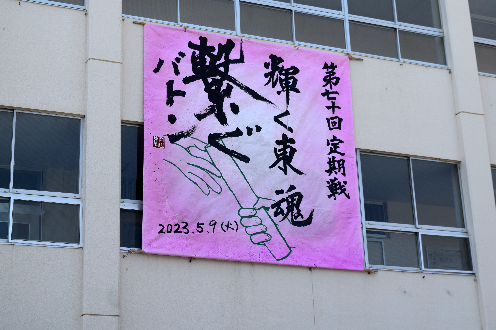 第七十回定期戦
輝く東魂
繋ぐ
バトン
2023.5.9(火)